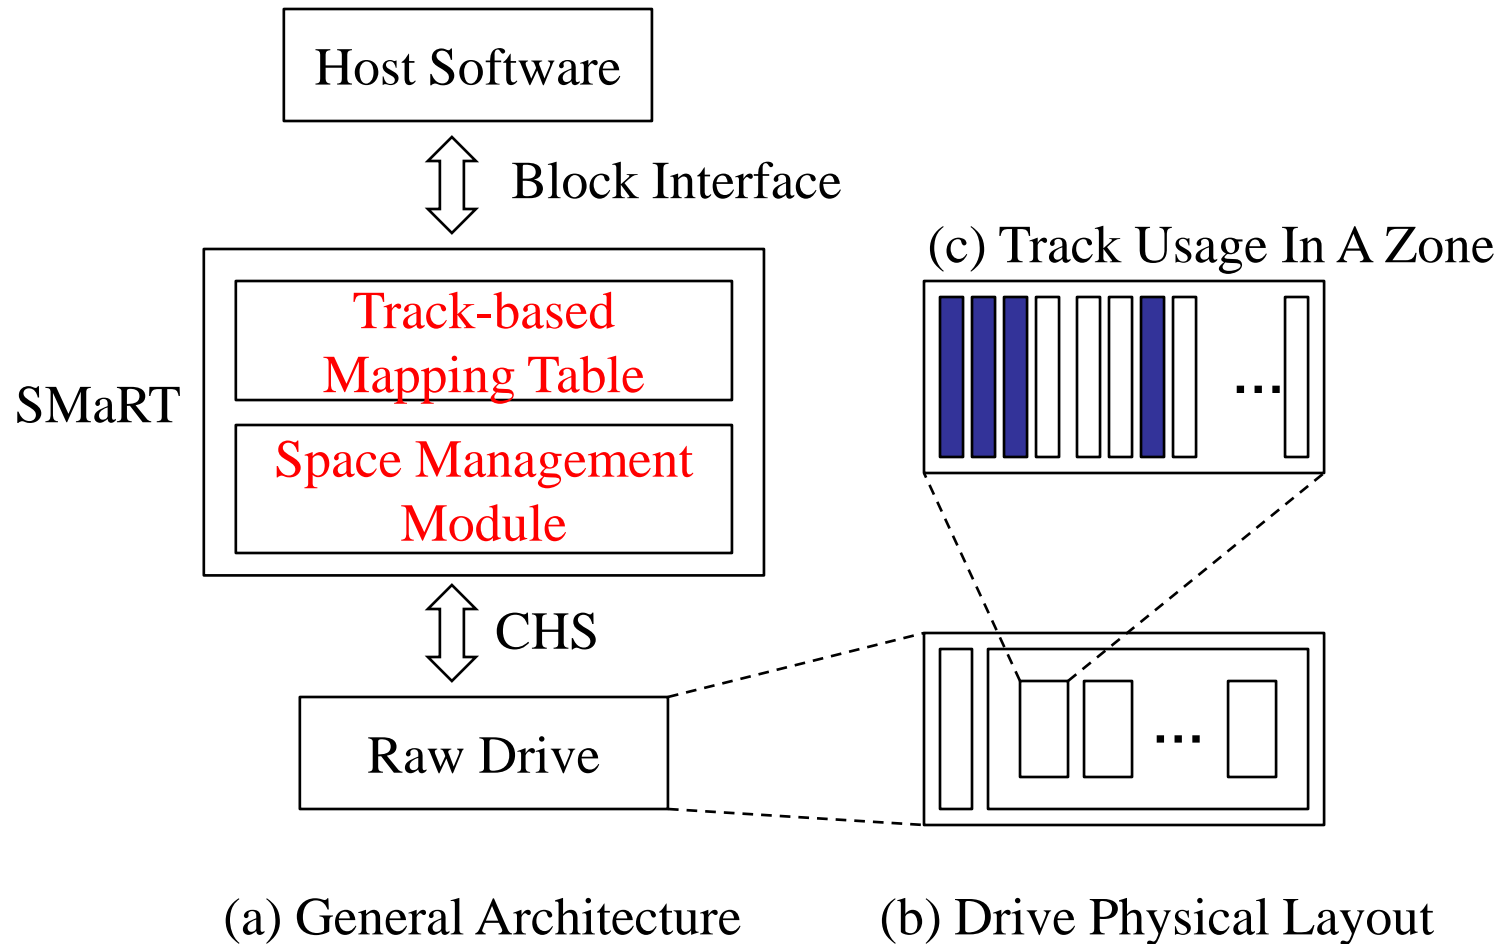 Host Software
Block Interface
(c) Track Usage In A Zone
Track-based
Mapping Table
SMaRT
...
Space Management
Module
CHS
Raw Drive
...
(a) General Architecture
(b) Drive Physical Layout